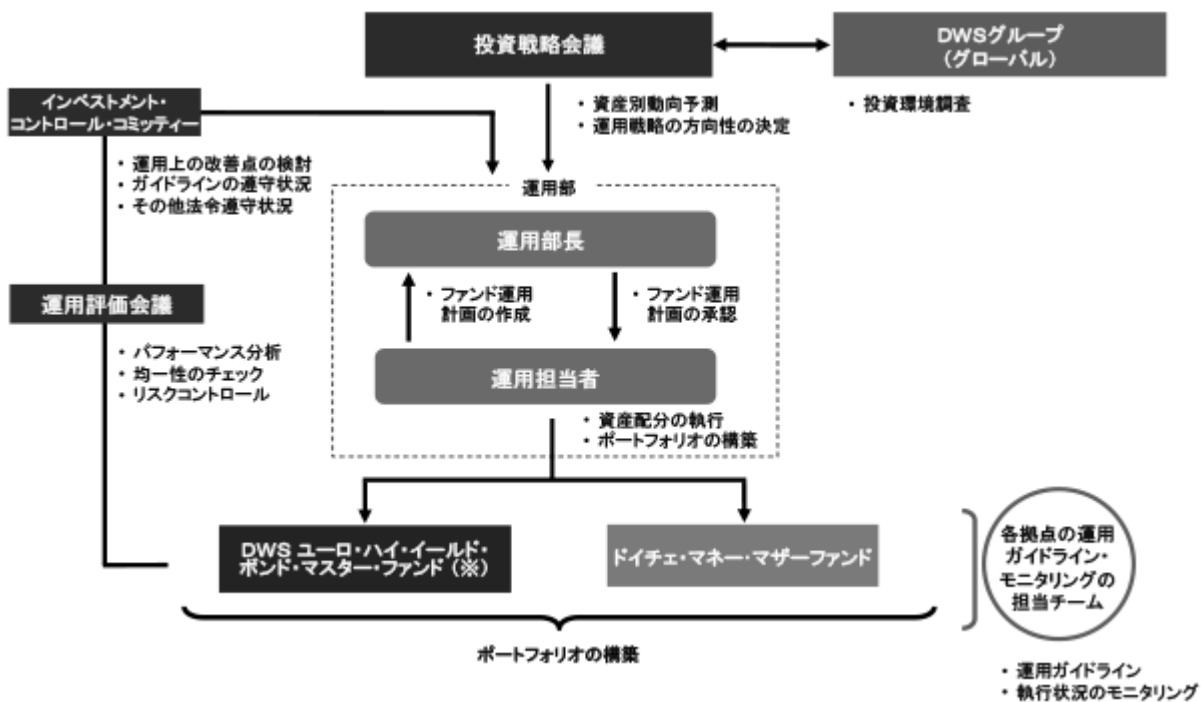 投資戦略会議
DWSグループ
(グローバル)
・資産別動向予測
・運用戦略の方向性の決定
・投資環境調査
インベストメント・
コントロール・コミッティー
・運用上の改善点の検討
・ガイドラインの遵守状況
・その他法令遵守状況
運用部
運用部長
・ファンド運用
計画の作成
・ファンド運用
計画の承認
運用評価会議
・パフォーマンス分析
・均一性のチェック
・リスクコントロール
運用担当者
・資産配分の執行
・ポートフォリオの構築
DWS ユーロ・ハイ・イールド・
ボンド・マスター・ファンド(※)
ドイチェ・マネー・マザーファンド
各拠点の運用
ガイドライン・
モニタリングの
担当チーム
ポートフォリオの構築
・運用ガイドライン
・執行状況のモニタリング